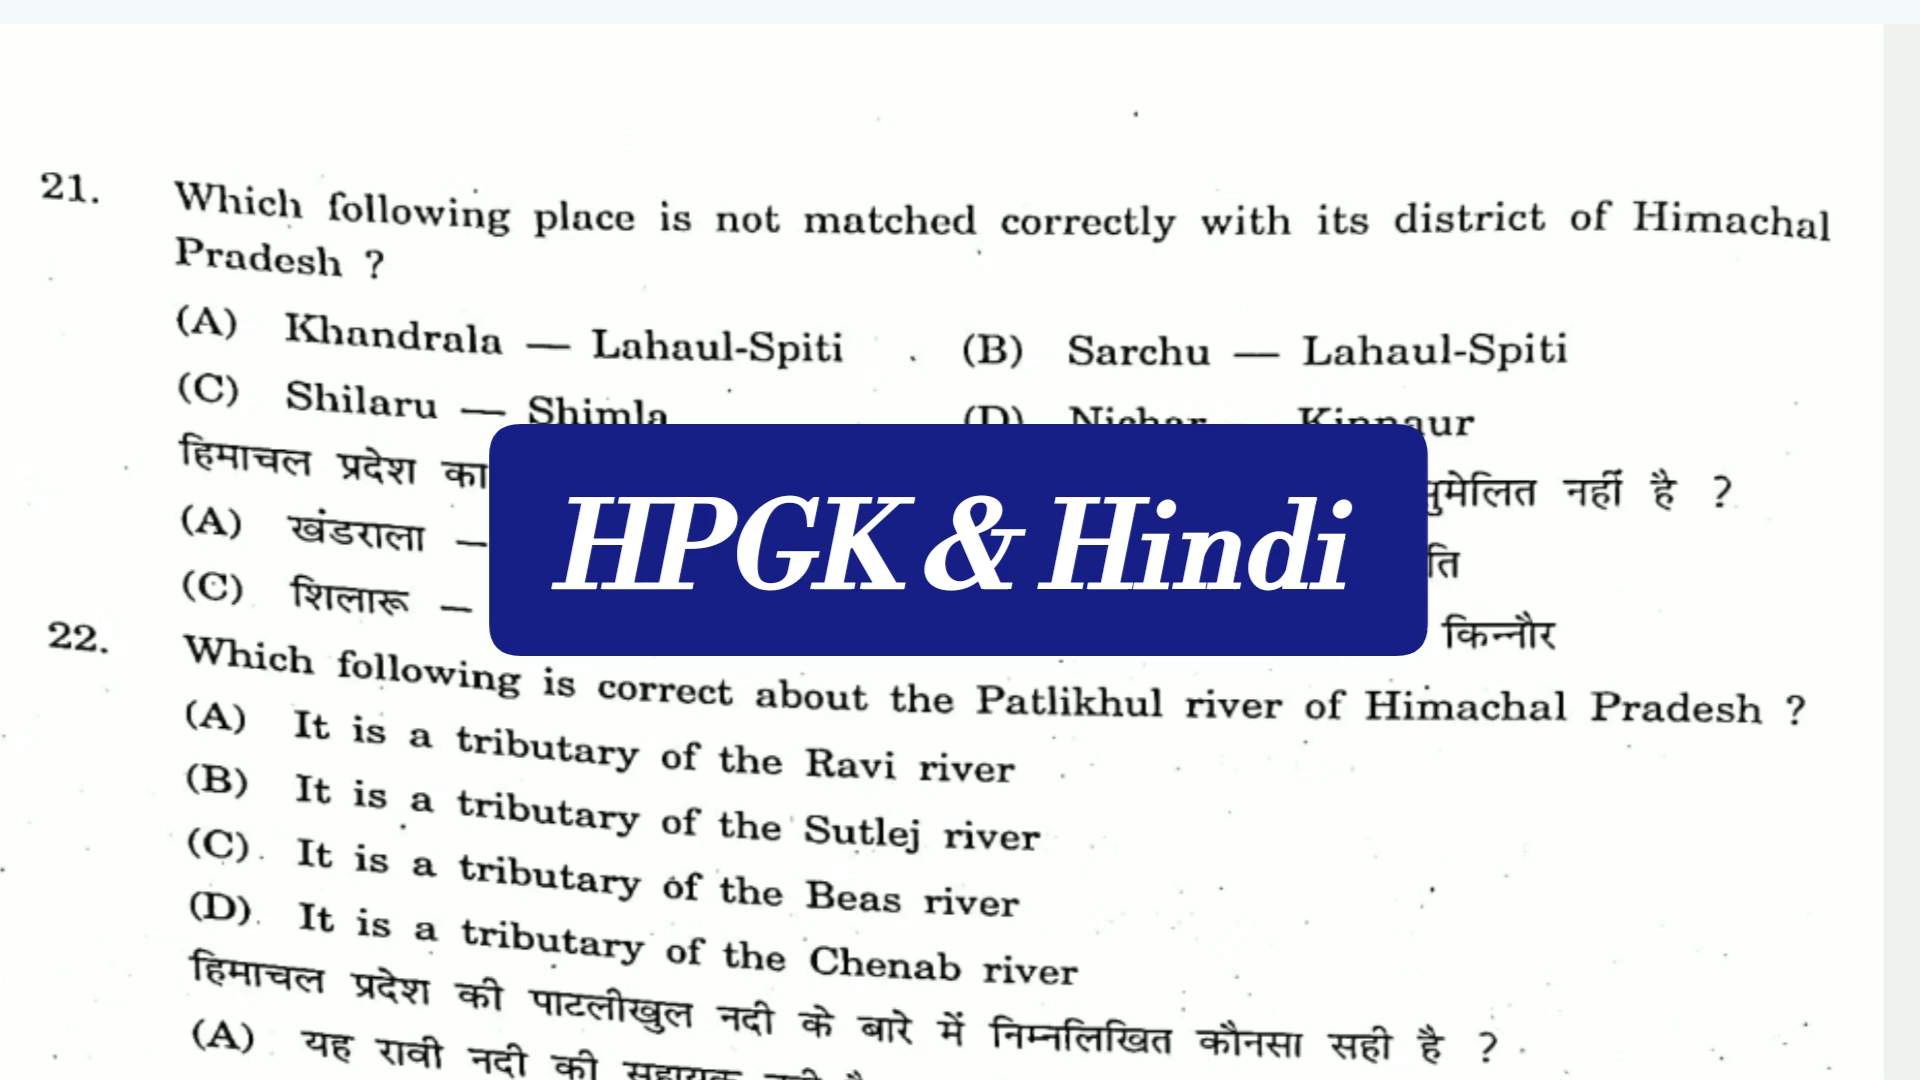 21. Which following place is not matched correctly with its district of Himachal
Pradesh ?
(A) Khandrala — Lahaul-Spiti (B) Sarchu — Lahaul-Spiti
(C) Shilaru — Shimla (D) Nichar Kinnaur
हिमाचल प्रदेश का सुमेलित नहीं है ?
(A) खंडराला —
(C) शिलारू — किन्नौर
HPGK & Hindi
22. Which following is correct about the Patlikhul river of Himachal Pradesh ?
(A) It is a tributary of the Ravi river
(B) It is a tributary of the Sutlej river
(C) It is a tributary of the Beas river
(D) It is a tributary of the Chenab river
हिमाचल प्रदेश की पाटलीखुल नदी के बारे में निम्नलिखित कौनसा सही है ?
(A) यह रावी नदी की सहायक